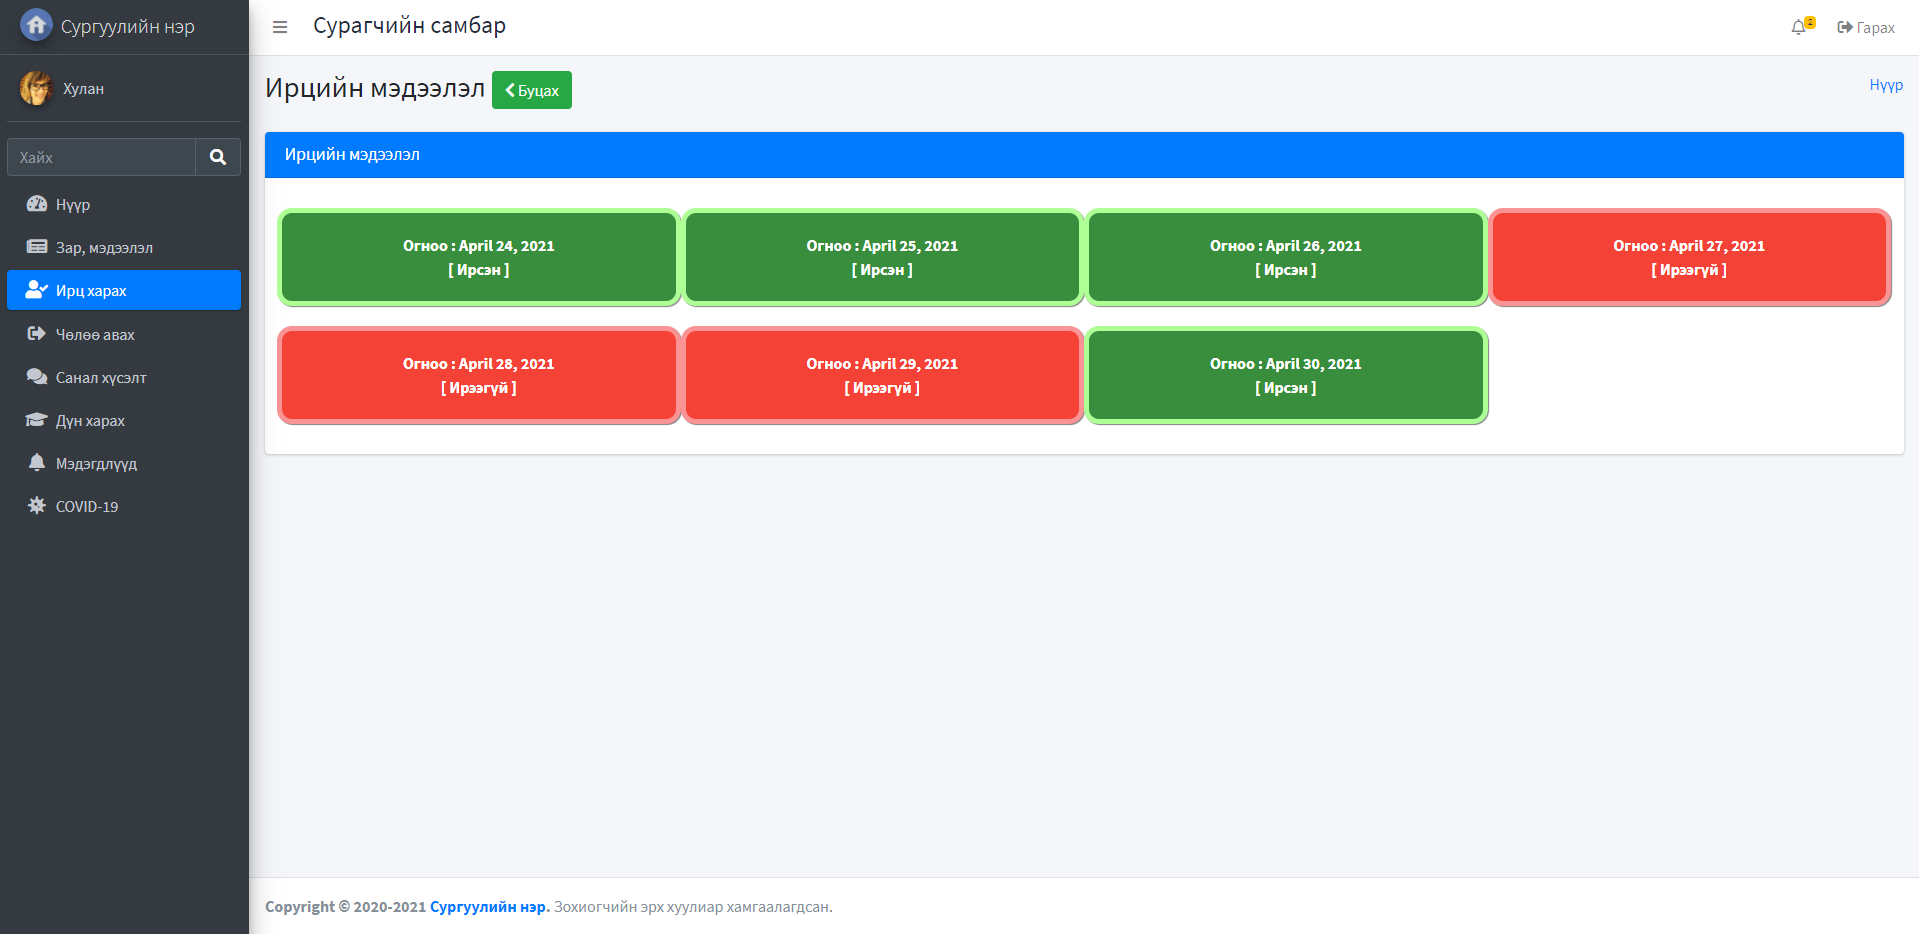 Сургуулийн нэр
Сурагчийн самбар
2
Гарах
Хулан
Хайх
Нүүр
Зар, мэдээлэл
Ирц харах
Чөлөө авах
Санал хүсэлт
Дүн харах
Мэдэгдлүүд
COVID-19
Ирцийн мэдээлэл
Буцах
Нүүр
Ирцийн мэдээлэл
Огноо : April 24, 2021
[ Ирсэн ]
Огноо : April 25, 2021
[ Ирсэн ]
Огноо : April 26, 2021
[ Ирсэн ]
Огноо : April 27, 2021
[ Ирээгүй ]
Огноо : April 28, 2021
[ Ирээгүй ]
Огноо : April 29, 2021
[ Ирээгүй ]
Огноо : April 30, 2021
[ Ирсэн ]
Copyright © 2020-2021 Сургуулийн нэр. Зохиогчийн эрх хуулиар хамгаалагдсан.